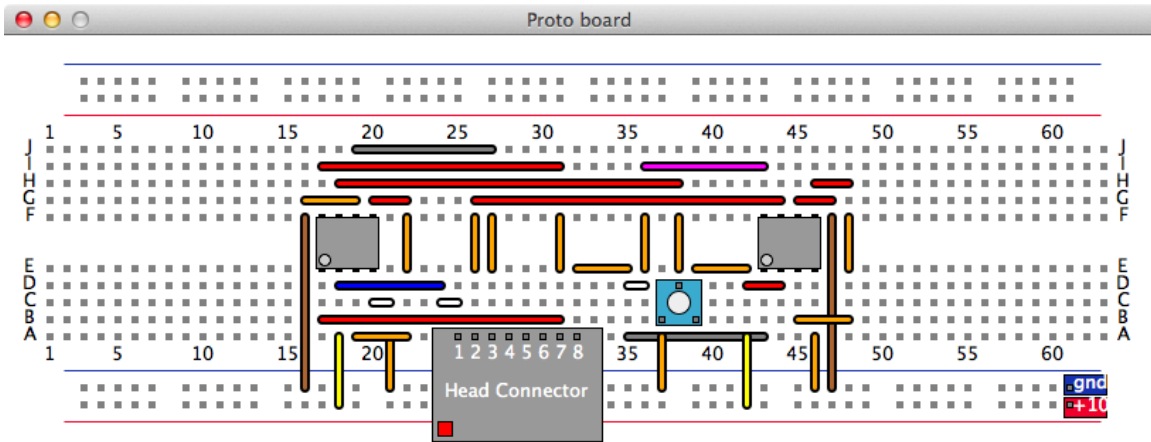 Proto board
1 5 10 15 20 25 30 35 40 45 50 55 60
J J
I I
H H
G G
F F
E E
D D
C C
B B
A A
1 5 10 15 20 35 40 45 50 55 60
1 2 3 4 5 6 7 8
Head Connector
gnd
+10